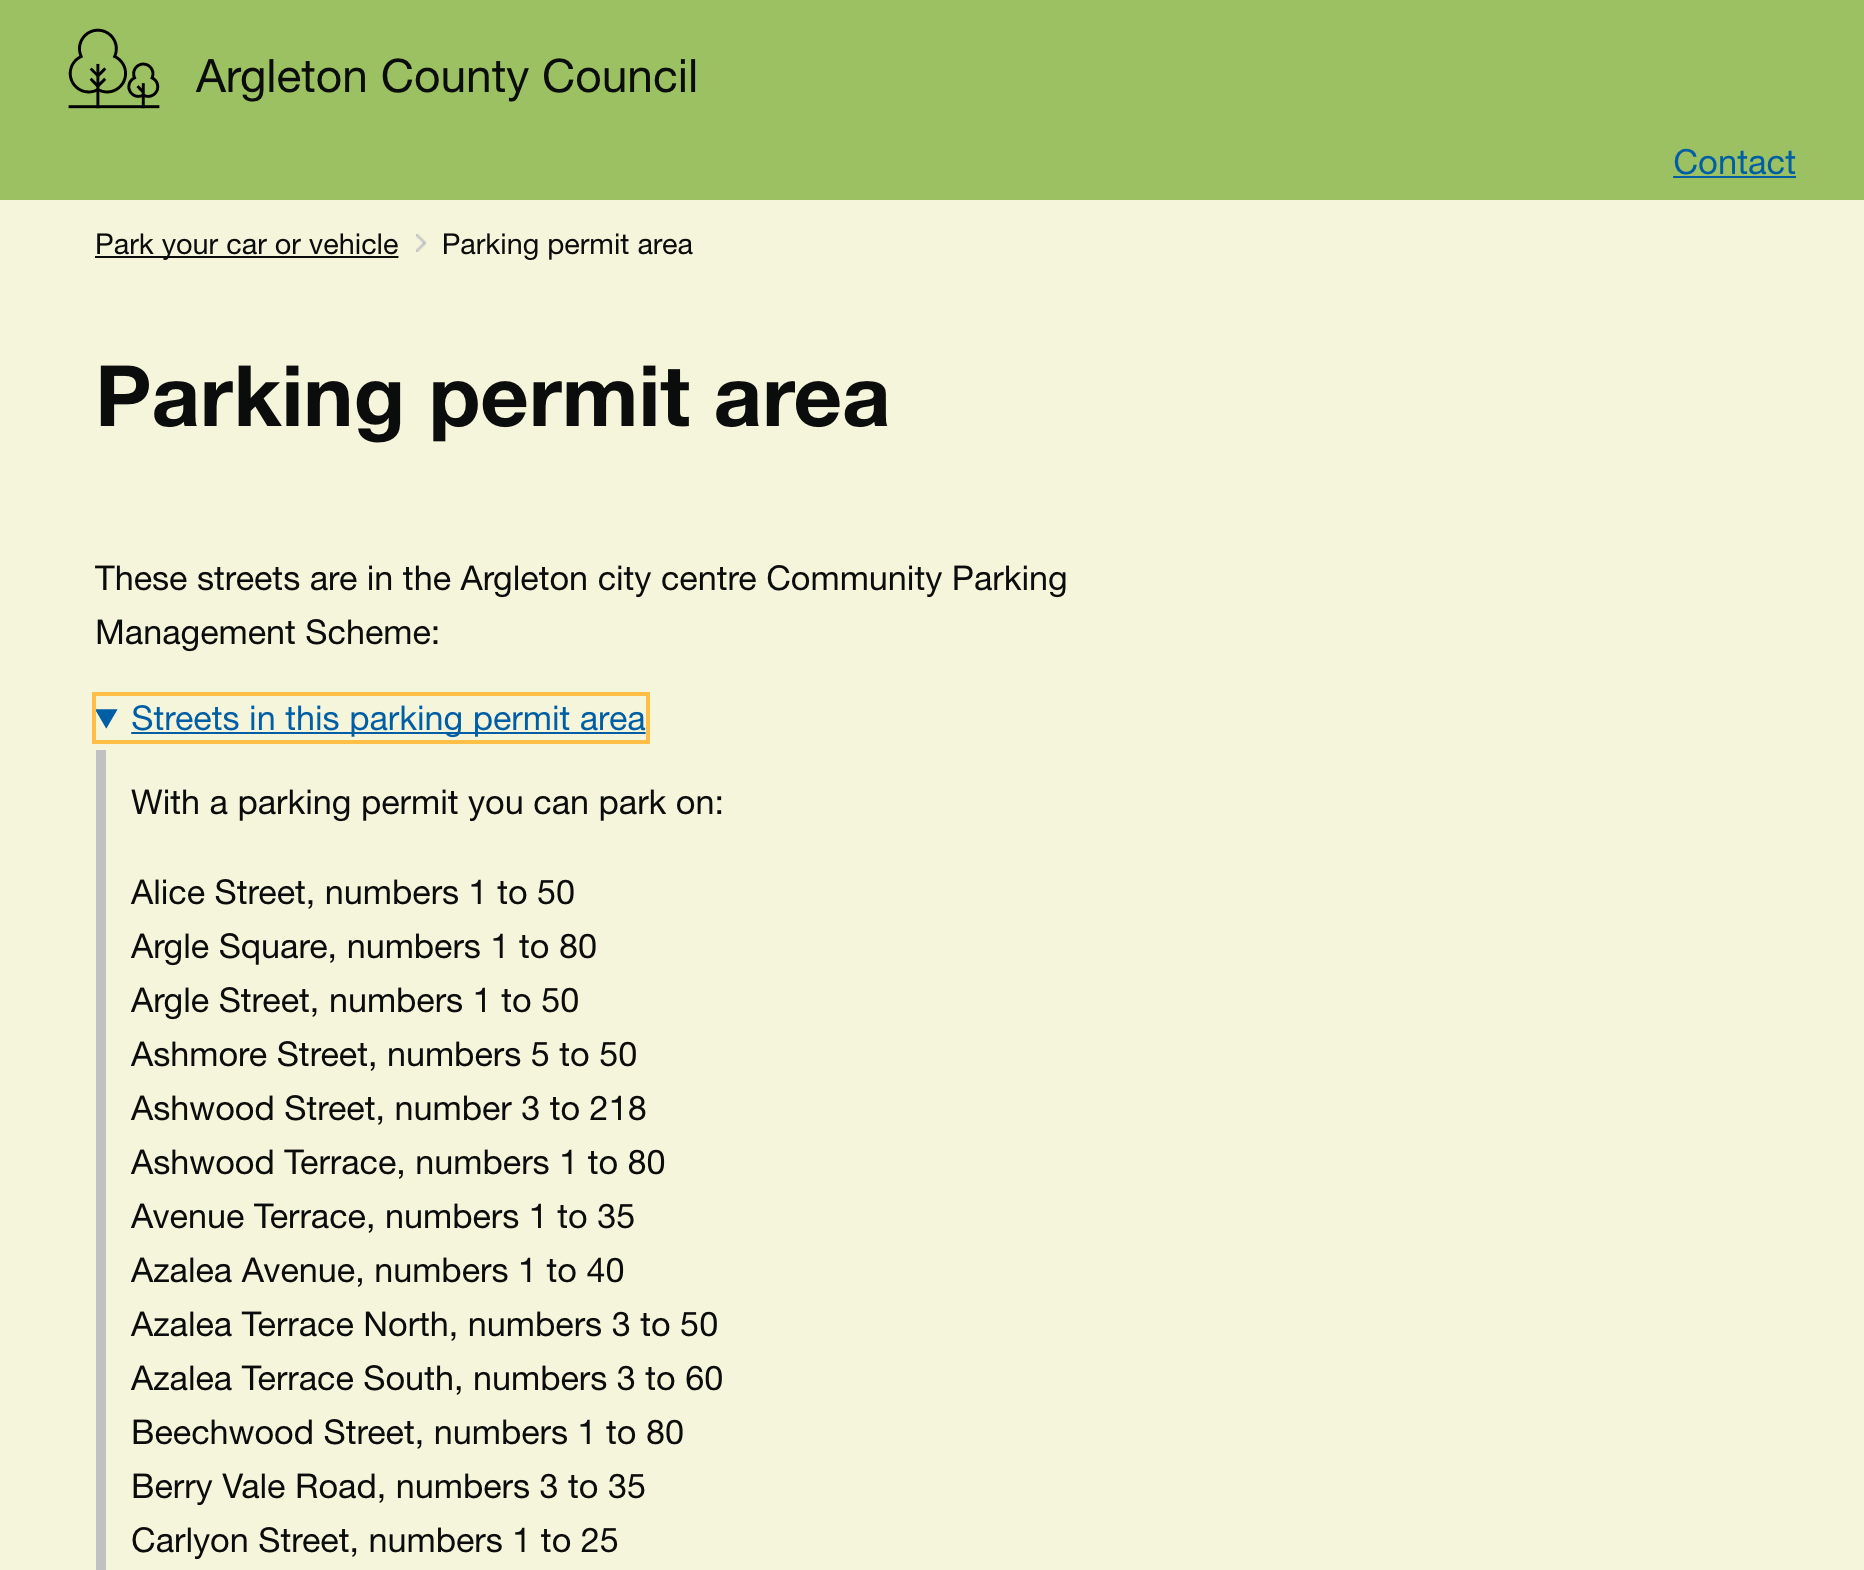 Argleton County Council
Contact
Park your car or vehicle > Parking permit area
Parking permit area
These streets are in the Argleton city centre Community Parking
Management Scheme:
▼ Streets in this parking permit area
With a parking permit you can park on:
Alice Street, numbers 1 to 50
Argle Square, numbers 1 to 80
Argle Street, numbers 1 to 50
Ashmore Street, numbers 5 to 50
Ashwood Street, number 3 to 218
Ashwood Terrace, numbers 1 to 80
Avenue Terrace, numbers 1 to 35
Azalea Avenue, numbers 1 to 40
Azalea Terrace North, numbers 3 to 50
Azalea Terrace South, numbers 3 to 60
Beechwood Street, numbers 1 to 80
Berry Vale Road, numbers 3 to 35
Carlyon Street, numbers 1 to 25